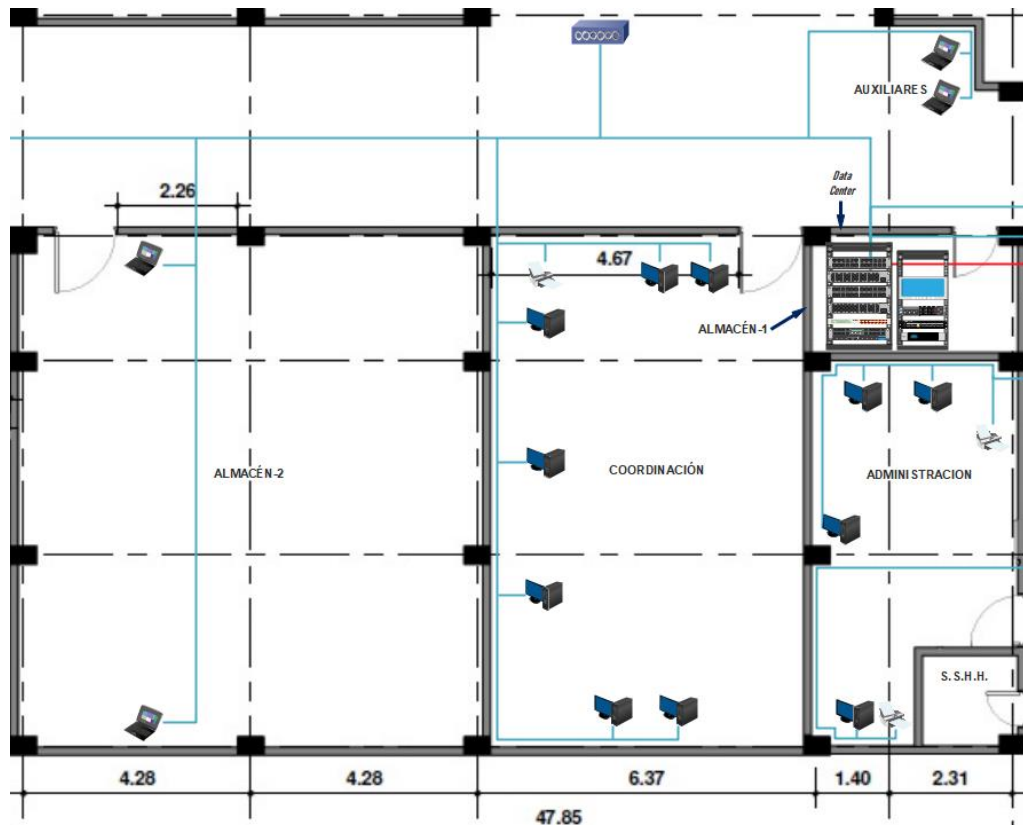 AUXILIARES
Data
Center
2.26
4.67
ALMACÉN-1
ALMACÉN-2
COORDINACIÓN
ADMINISTRACION
S.S.H.H.
4.28
4.28
6.37
1.40
2.31
47.85